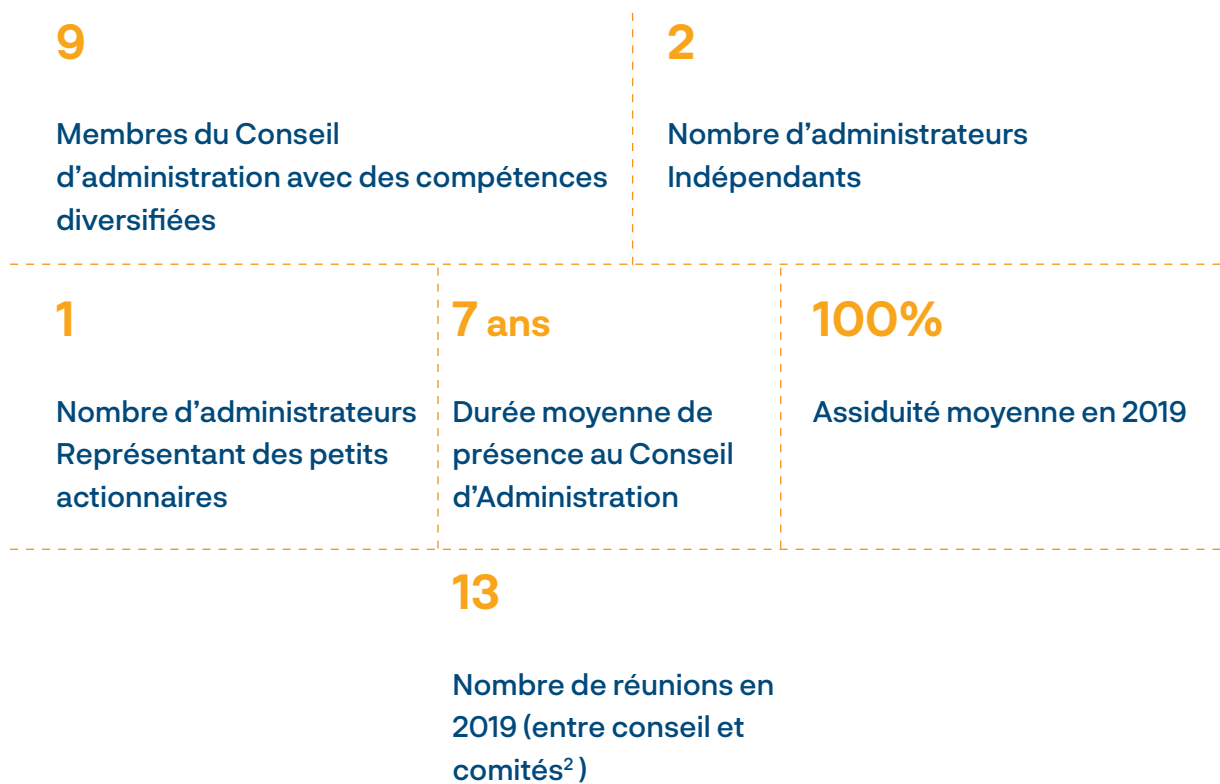 9
Membres du Conseil
d’administration avec des compétences
diversifiées
2
Nombre d’administrateurs
Indépendants
1
Nombre d’administrateurs
Représentant des petits
actionnaires
7 ans
Durée moyenne de
présence au Conseil
d’Administration
100%
Assiduité moyenne en 2019
13
Nombre de réunions en
2019 (entre conseil et
comités² )